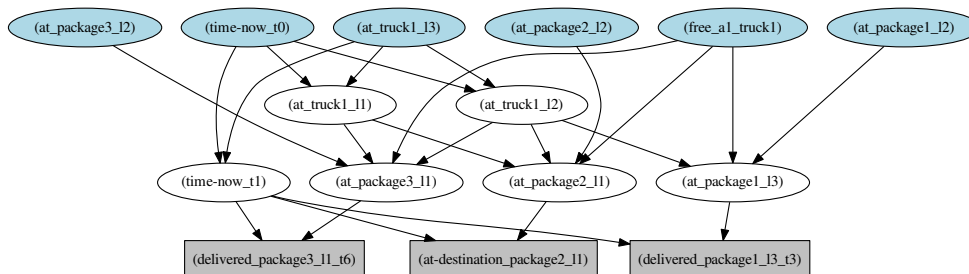 (at_package3_l2)
(time-now_t0)
(at_truck1_l3)
(at_package2_l2)
(free_a1_truck1)
(at_package1_l2)
(at_truck1_l1)
(at_truck1_l2)
(time-now_t1)
(at_package3_l1)
(at_package2_l1)
(at_package1_l3)
(delivered_package3_l1_t6)
(at-destination_package2_l1)
(delivered_package1_l3_t3)